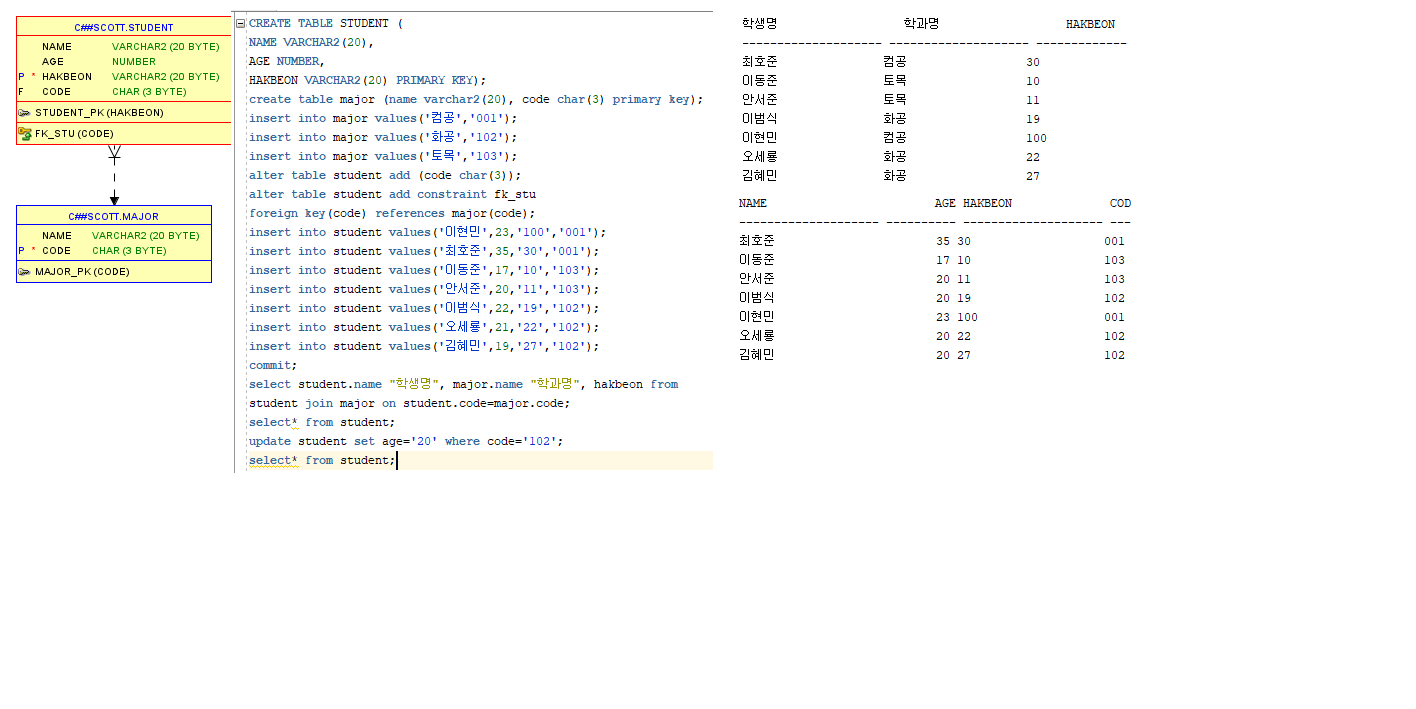 C##SCOTT.STUDENT
NAME VARCHAR2 (20 BYTE)
AGE NUMBER
P * HAKBEON VARCHAR2 (20 BYTE)
F CODE CHAR (3 BYTE)
STUDENT_PK (HAKBEON)
FK_STU (CODE)
C##SCOTT.MAJOR
NAME VARCHAR2 (20 BYTE)
P * CODE CHAR (3 BYTE)
MAJOR_PK (CODE)
CREATE TABLE STUDENT (
NAME VARCHAR2(20),
AGE NUMBER,
HAKBEON VARCHAR2(20) PRIMARY KEY);
create table major (name varchar2(20), code char(3) primary key);
insert into major values('컴공','001');
insert into major values('화공','102');
insert into major values('토목','103');
alter table student add (code char(3));
alter table student add constraint fk_stu
foreign key(code) references major(code);
insert into student values('이현민',23,'100','001');
insert into student values('최호준',35,'30','001');
insert into student values('이동준',17,'10','103');
insert into student values('안서준',20,'11','103');
insert into student values('이범식',22,'19','102');
insert into student values('오세룡',21,'22','102');
insert into student values('김혜민',19,'27','102');
commit;
select student.name "학생명", major.name "학과명", hakbeon from
student join major on student.code=major.code;
select* from student;
update student set age='20' where code='102';
select* from student;
학생명 학과명 HAKBEON
-------------------- -------------------- -------------
최호준 컴공 30
이동준 토목 10
안서준 토목 11
이범식 화공 19
이현민 컴공 100
오세룡 화공 22
김혜민 화공 27
NAME AGE HAKBEON COD
-------------------- ---------- -------------------- ---
최호준 35 30 001
이동준 17 10 103
안서준 20 11 103
이범식 20 19 102
이현민 23 100 001
오세룡 20 22 102
김혜민 20 27 102